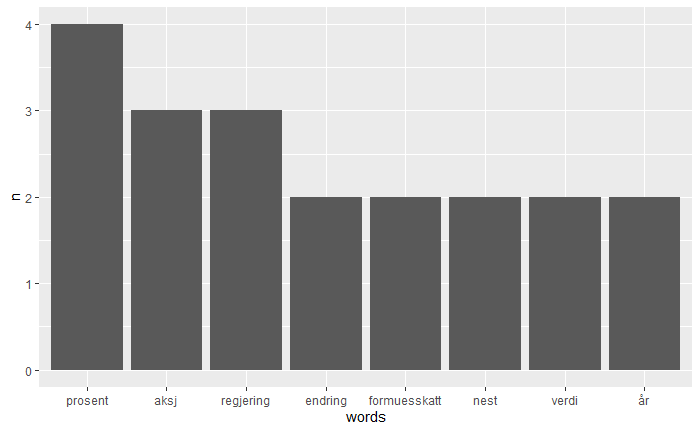 4
3
n
2
1
0
prosent aksj regjering endring formuesskatt nest verdi år
words